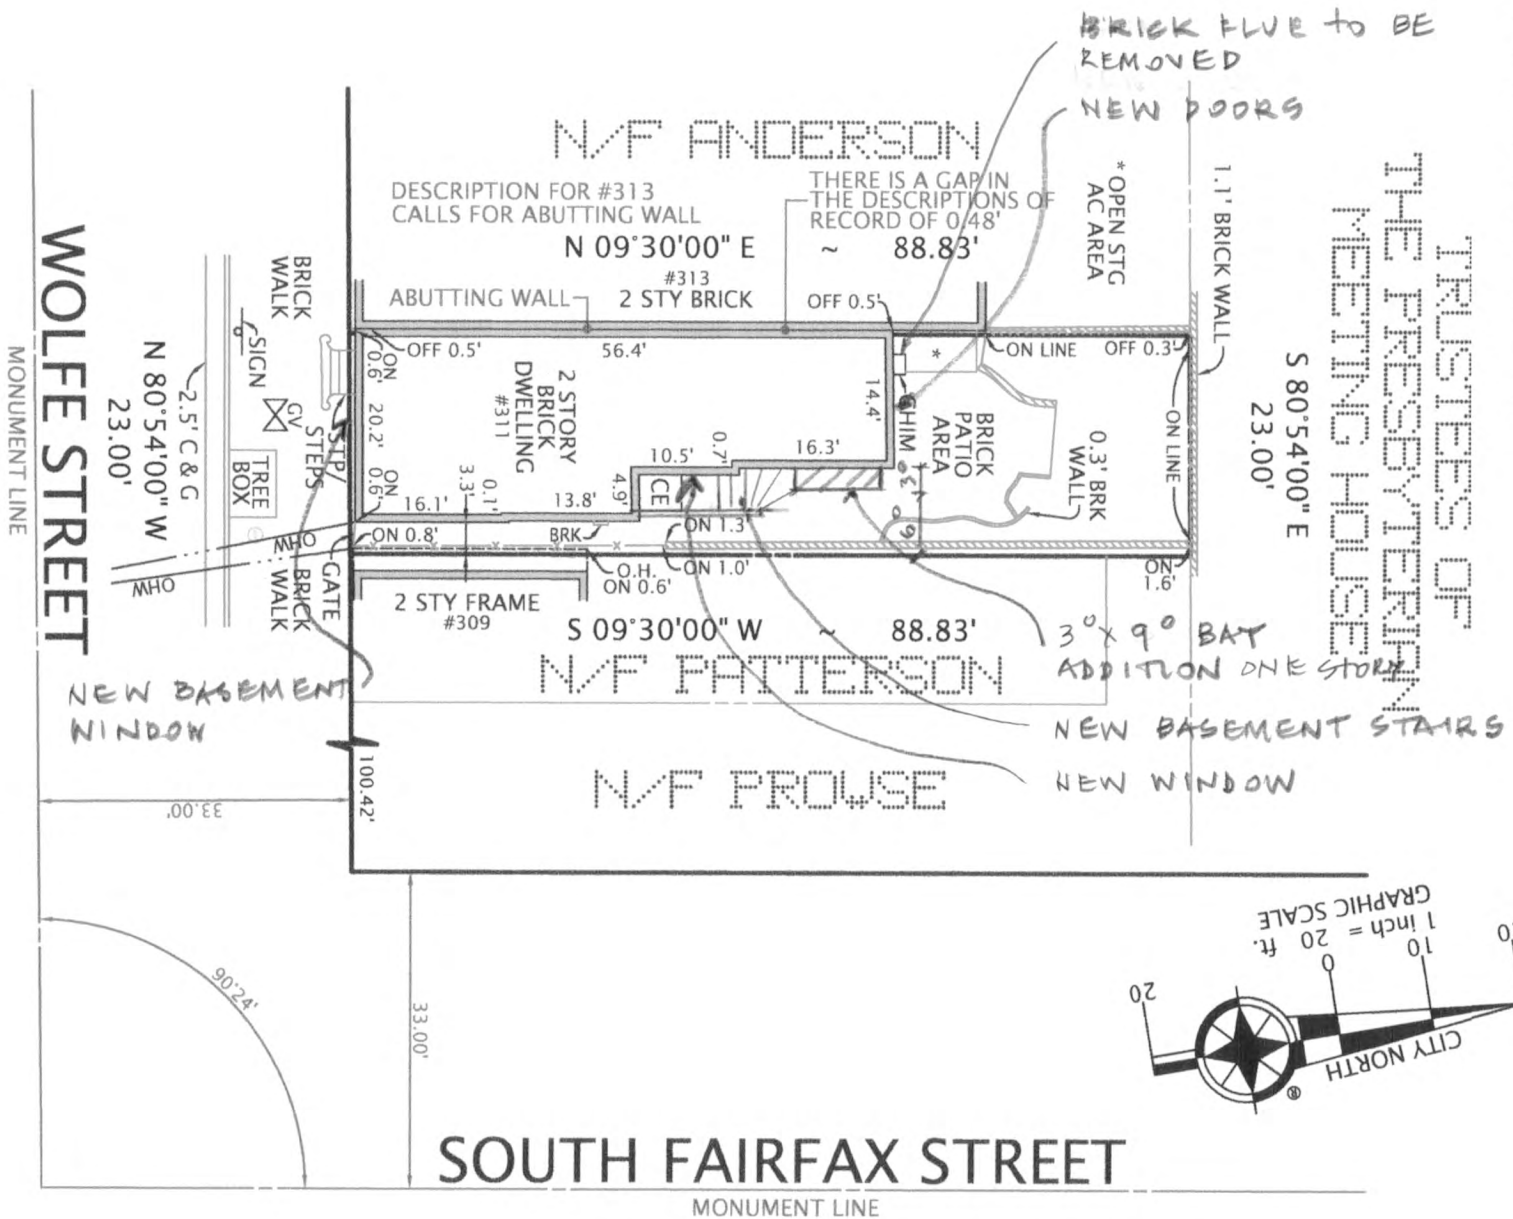 BRICK FLUE to BE
REMOVED
NEW DOORS
N/F ANDERSON
DESCRIPTION FOR #313
CALLS FOR ABUTTING WALL
THERE IS A GAP IN
THE DESCRIPTIONS OF
RECORD OF 0.48'
N 09°30'00" E ~ 88.83'
#313
2 STY BRICK
ABUTTING WALL
OFF 0.5'
*OPEN STG
AC AREA
1.1' BRICK WALL
TRUSTEES OF
THE PRESBYTERIAN
MEETING HOUSE
S 80°54'00" E
23.00'
WOLFE STREET
MONUMENT LINE
BRICK
WALK
SIGN
GV
N 80°54'00" W
23.00'
2.5' C & G
TREE
BOX
STP/
STEPS
OFF 0.5'
56.4'
ON
0.6'
20.2'
ON
0.6'
2 STORY
BRICK
DWELLING
#311
14.4'
*
CHIM
ON LINE
OFF 0.3'
BRICK
PATIO
AREA
0.3' BRK
WALL
ON LINE
10.5'
0.7'
16.3'
CE
4.9'
16.1'
3.3'
0.1'
13.8'
ON 0.8'
BRK
ON 1.3'
ON 1.0'
O.H.
ON 0.6'
ON
1.6'
OHW
OHW
GATE
BRICK
WALK
2 STY FRAME
#309
S 09°30'00" W ~ 88.83'
N/F PATTERSON
3° x 9° BAT
ADDITION ONE STORY
NEW BASEMENT
WINDOW
NEW BASEMENT STAIRS
NEW WINDOW
N/F PROWSE
100.42'
33.00'
33.00'
90°24'
GRAPHIC SCALE
1 inch = 20 ft.
20
0
10
CITY NORTH
®
SOUTH FAIRFAX STREET
MONUMENT LINE